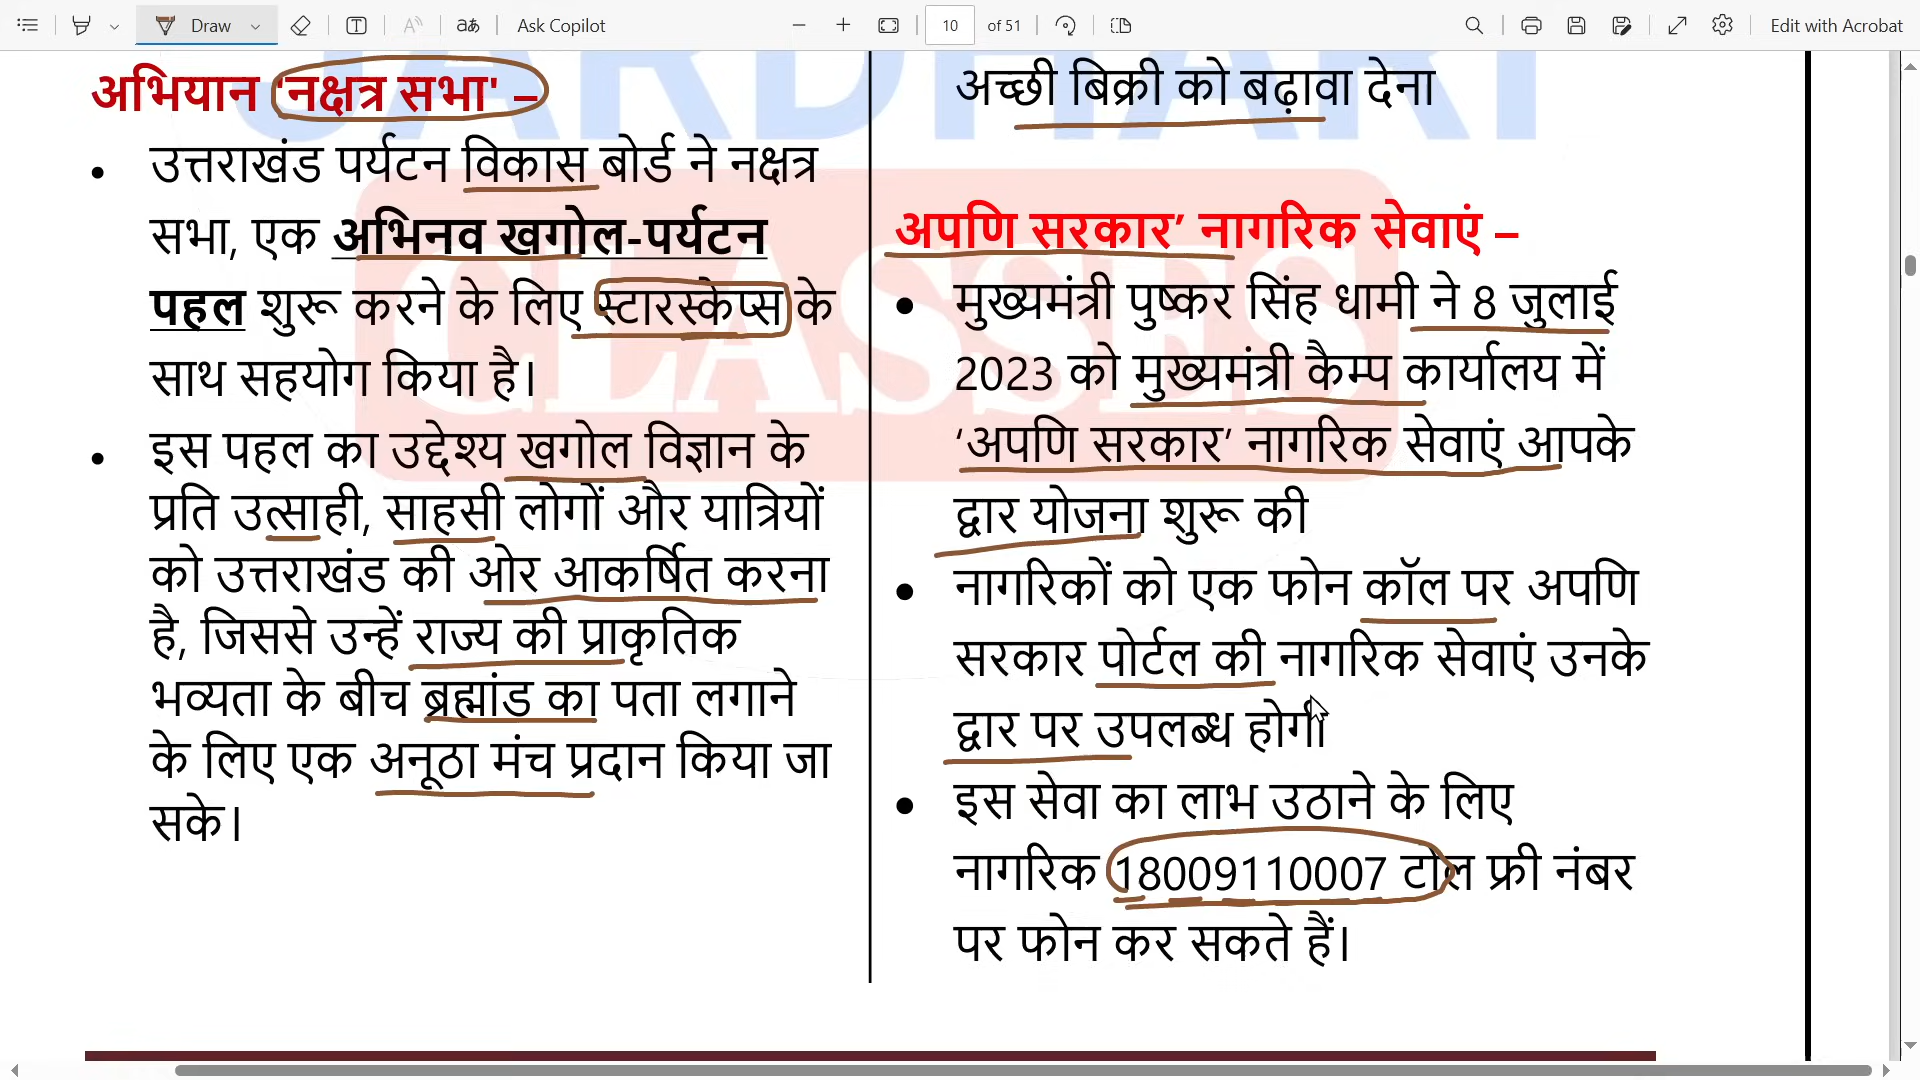 Draw
Ask Copilot
10 of 51
Edit with Acrobat
अभियान 'नक्षत्र सभा' –
• उत्तराखंड पर्यटन विकास बोर्ड ने नक्षत्र
सभा, एक अभिनव खगोल-पर्यटन
पहल शुरू करने के लिए स्टारस्केप्स के
साथ सहयोग किया है।
• इस पहल का उद्देश्य खगोल विज्ञान के
प्रति उत्साही, साहसी लोगों और यात्रियों
को उत्तराखंड की ओर आकर्षित करना
है, जिससे उन्हें राज्य की प्राकृतिक
भव्यता के बीच ब्रह्मांड का पता लगाने
के लिए एक अनूठा मंच प्रदान किया जा
सके।
अच्छी बिक्री को बढ़ावा देना
अपणि सरकार’ नागरिक सेवाएं –
• मुख्यमंत्री पुष्कर सिंह धामी ने 8 जुलाई
2023 को मुख्यमंत्री कैम्प कार्यालय में
‘अपणि सरकार’ नागरिक सेवाएं आपके
द्वार योजना शुरू की
• नागरिकों को एक फोन कॉल पर अपणि
सरकार पोर्टल की नागरिक सेवाएं उनके
द्वार पर उपलब्ध होगी
• इस सेवा का लाभ उठाने के लिए
नागरिक 18009110007 टोल फ्री नंबर
पर फोन कर सकते हैं।
JARDHARI
CLASSES